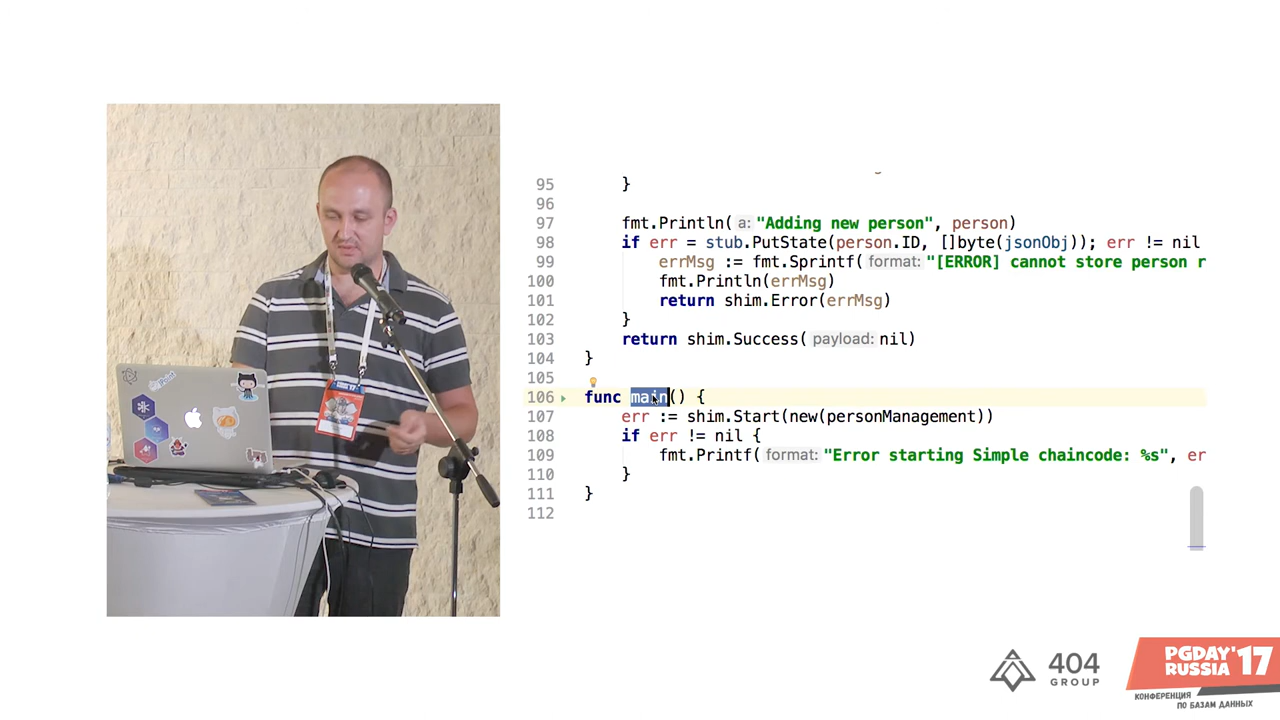 95 }
96
97 fmt.Println( a: "Adding new person", person)
98 if err = stub.PutState(person.ID, []byte(jsonObj)); err != nil
99 errMsg := fmt.Sprintf( format: "[ERROR] cannot store person r
100 fmt.Println(errMsg)
101 return shim.Error(errMsg)
102 }
103 return shim.Success( payload: nil)
104 }
105
106 func main() {
107 err := shim.Start(new(personManagement))
108 if err != nil {
109 fmt.Printf( format: "Error starting Simple chaincode: %s", er
110 }
111 }
112
404
GROUP
PGDAY'17
RUSSIA
КОНФЕРЕНЦИЯ
ПО БАЗАМ ДАННЫХ